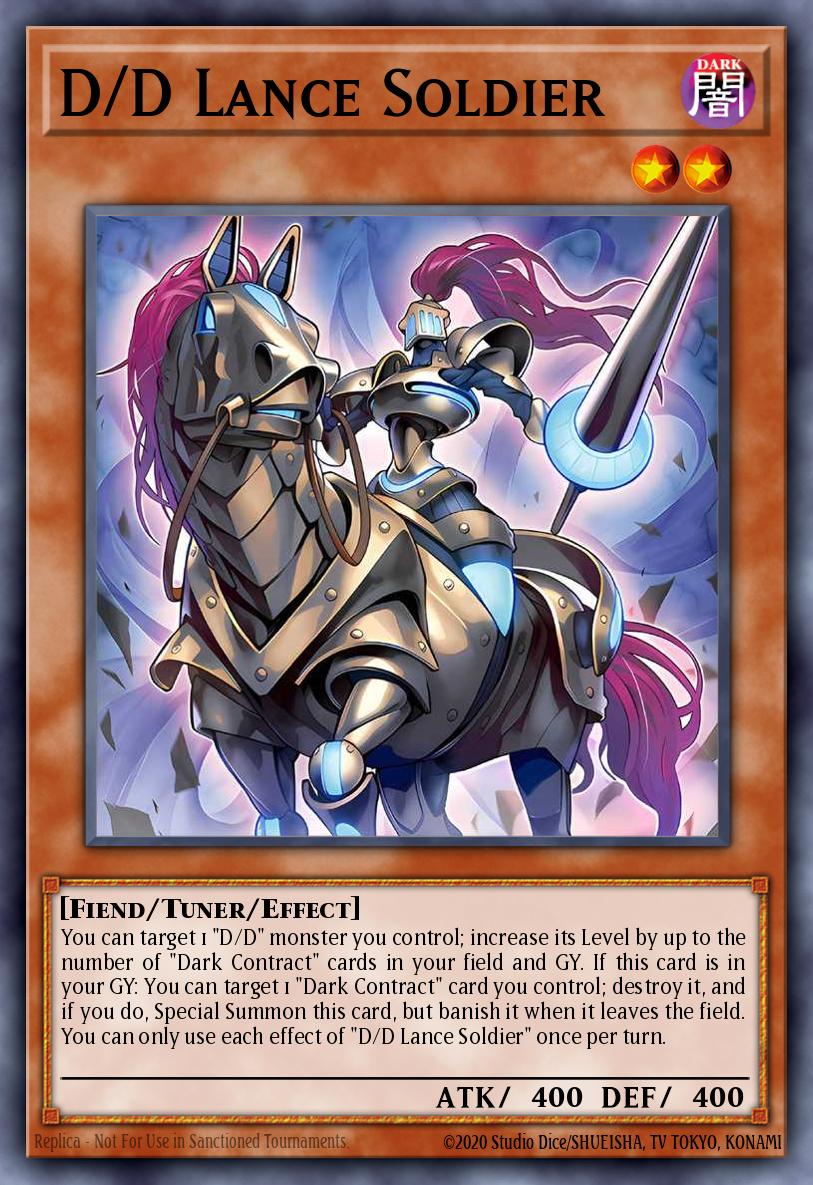 D/D Lance Soldier
DARK
闇
[Fiend/Tuner/Effect]
You can target 1 "D/D" monster you control; increase its Level by up to the
number of "Dark Contract" cards in your field and GY. If this card is in
your GY: You can target 1 "Dark Contract" card you control; destroy it, and
if you do, Special Summon this card, but banish it when it leaves the field.
You can only use each effect of "D/D Lance Soldier" once per turn.
ATK/ 400 DEF/ 400
Replica - Not For Use in Sanctioned Tournaments. ©2020 Studio Dice/SHUEISHA, TV TOKYO, KONAMI